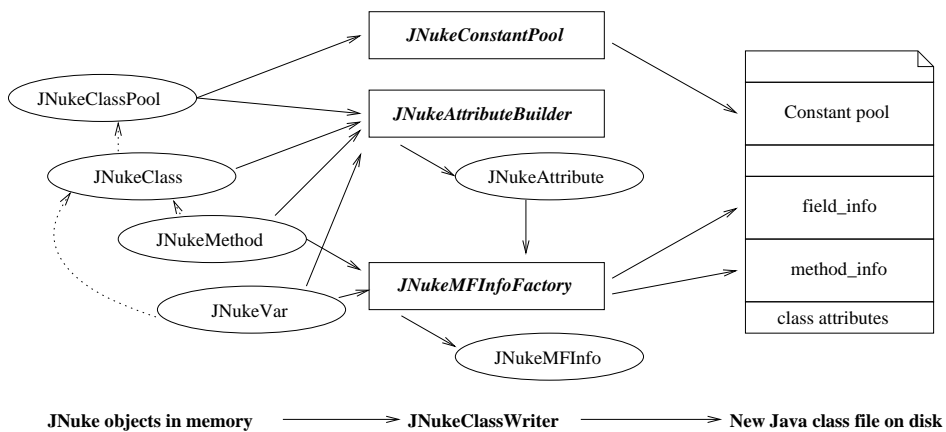 JNukeConstantPool
JNukeClassPool
JNukeAttributeBuilder
Constant pool
JNukeClass
JNukeAttribute
field_info
JNukeMethod
method_info
JNukeMFInfoFactory
JNukeVar
class attributes
JNukeMFInfo
JNuke objects in memory
JNukeClassWriter
New Java class file on disk